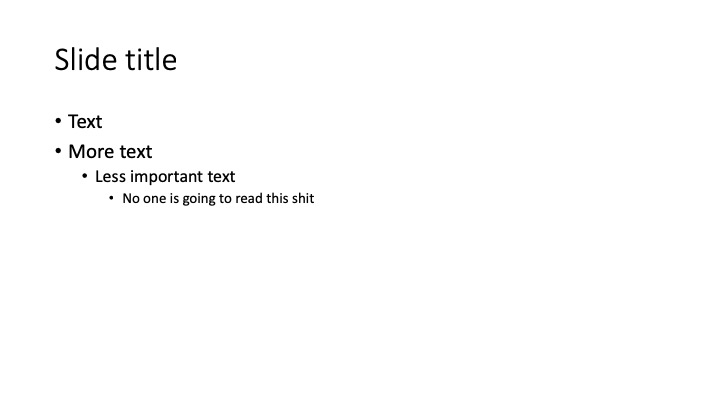 Slide title
• Text
• More text
• Less important text
• No one is going to read this shit